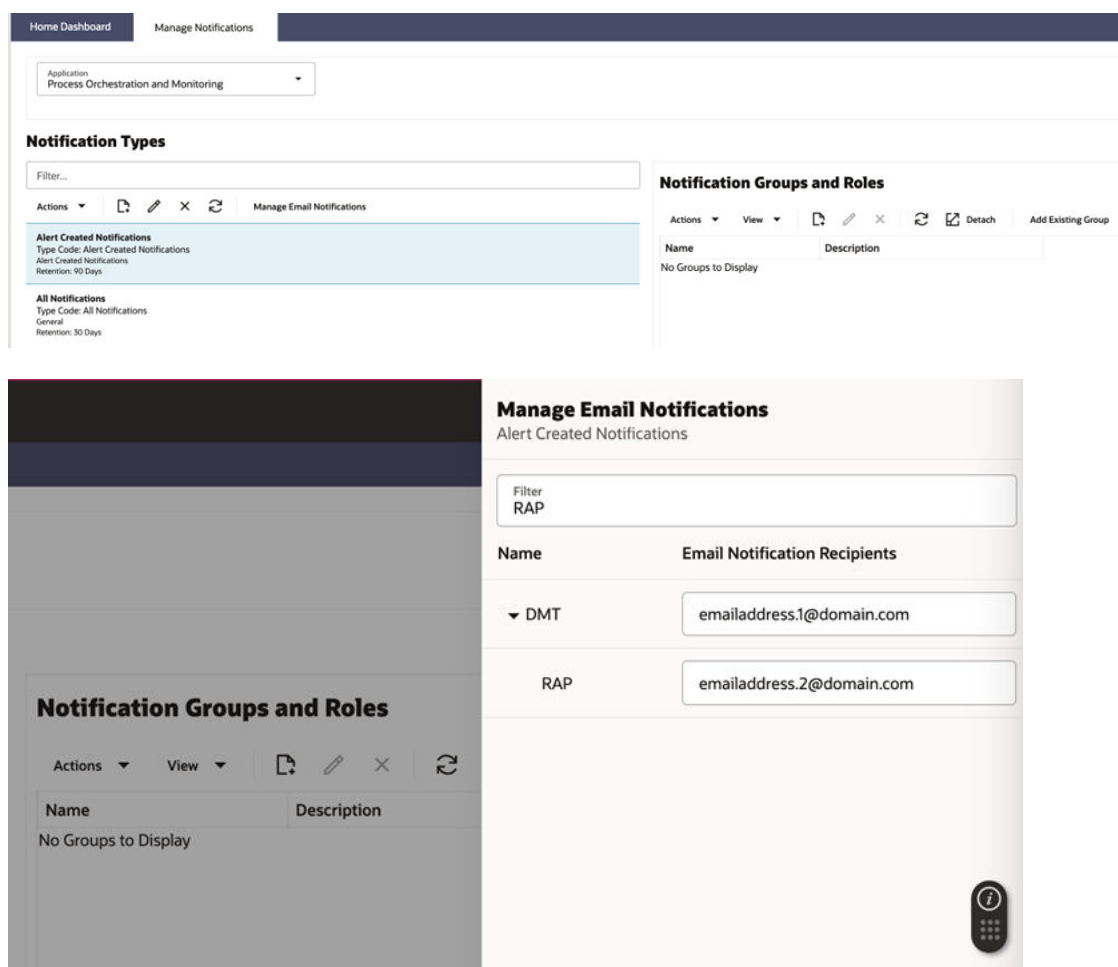 Home Dashboard
Manage Notifications
Application
Process Orchestration and Monitoring
Notification Types
Filter...
Actions
Manage Email Notifications
Alert Created Notifications
Type Code: Alert Created Notifications
Alert Created Notifications
Retention: 90 Days
All Notifications
Type Code: All Notifications
General
Retention: 30 Days
Notification Groups and Roles
Actions View Detach Add Existing Group
Name Description
No Groups to Display
Manage Email Notifications
Alert Created Notifications
Filter
RAP
Name Email Notification Recipients
DMT emailaddress.1@domain.com
RAP emailaddress.2@domain.com
Notification Groups and Roles
Actions View
Name Description
No Groups to Display